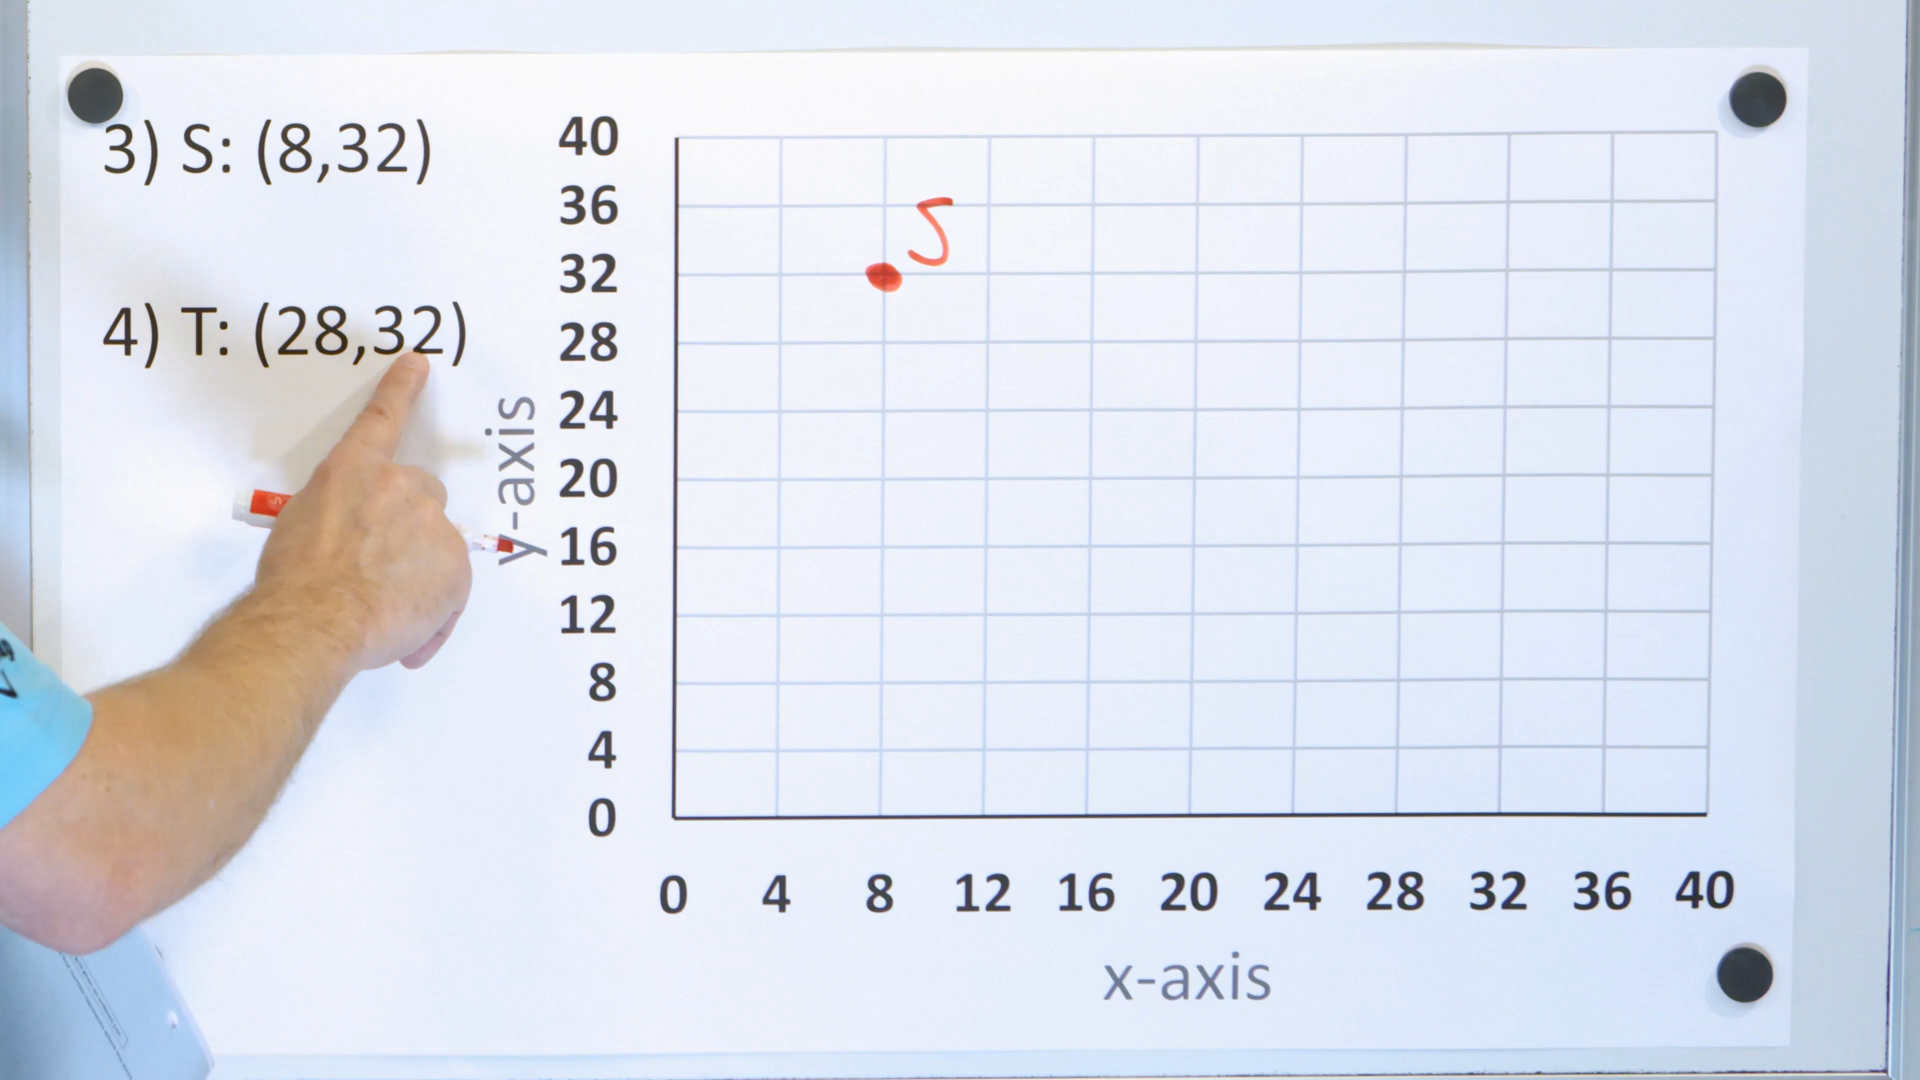 3) S: (8,32)
4) T: (28,32)
y-axis
40
36
32
28
24
20
16
12
8
4
0
S
0 4 8 12 16 20 24 28 32 36 40
x-axis